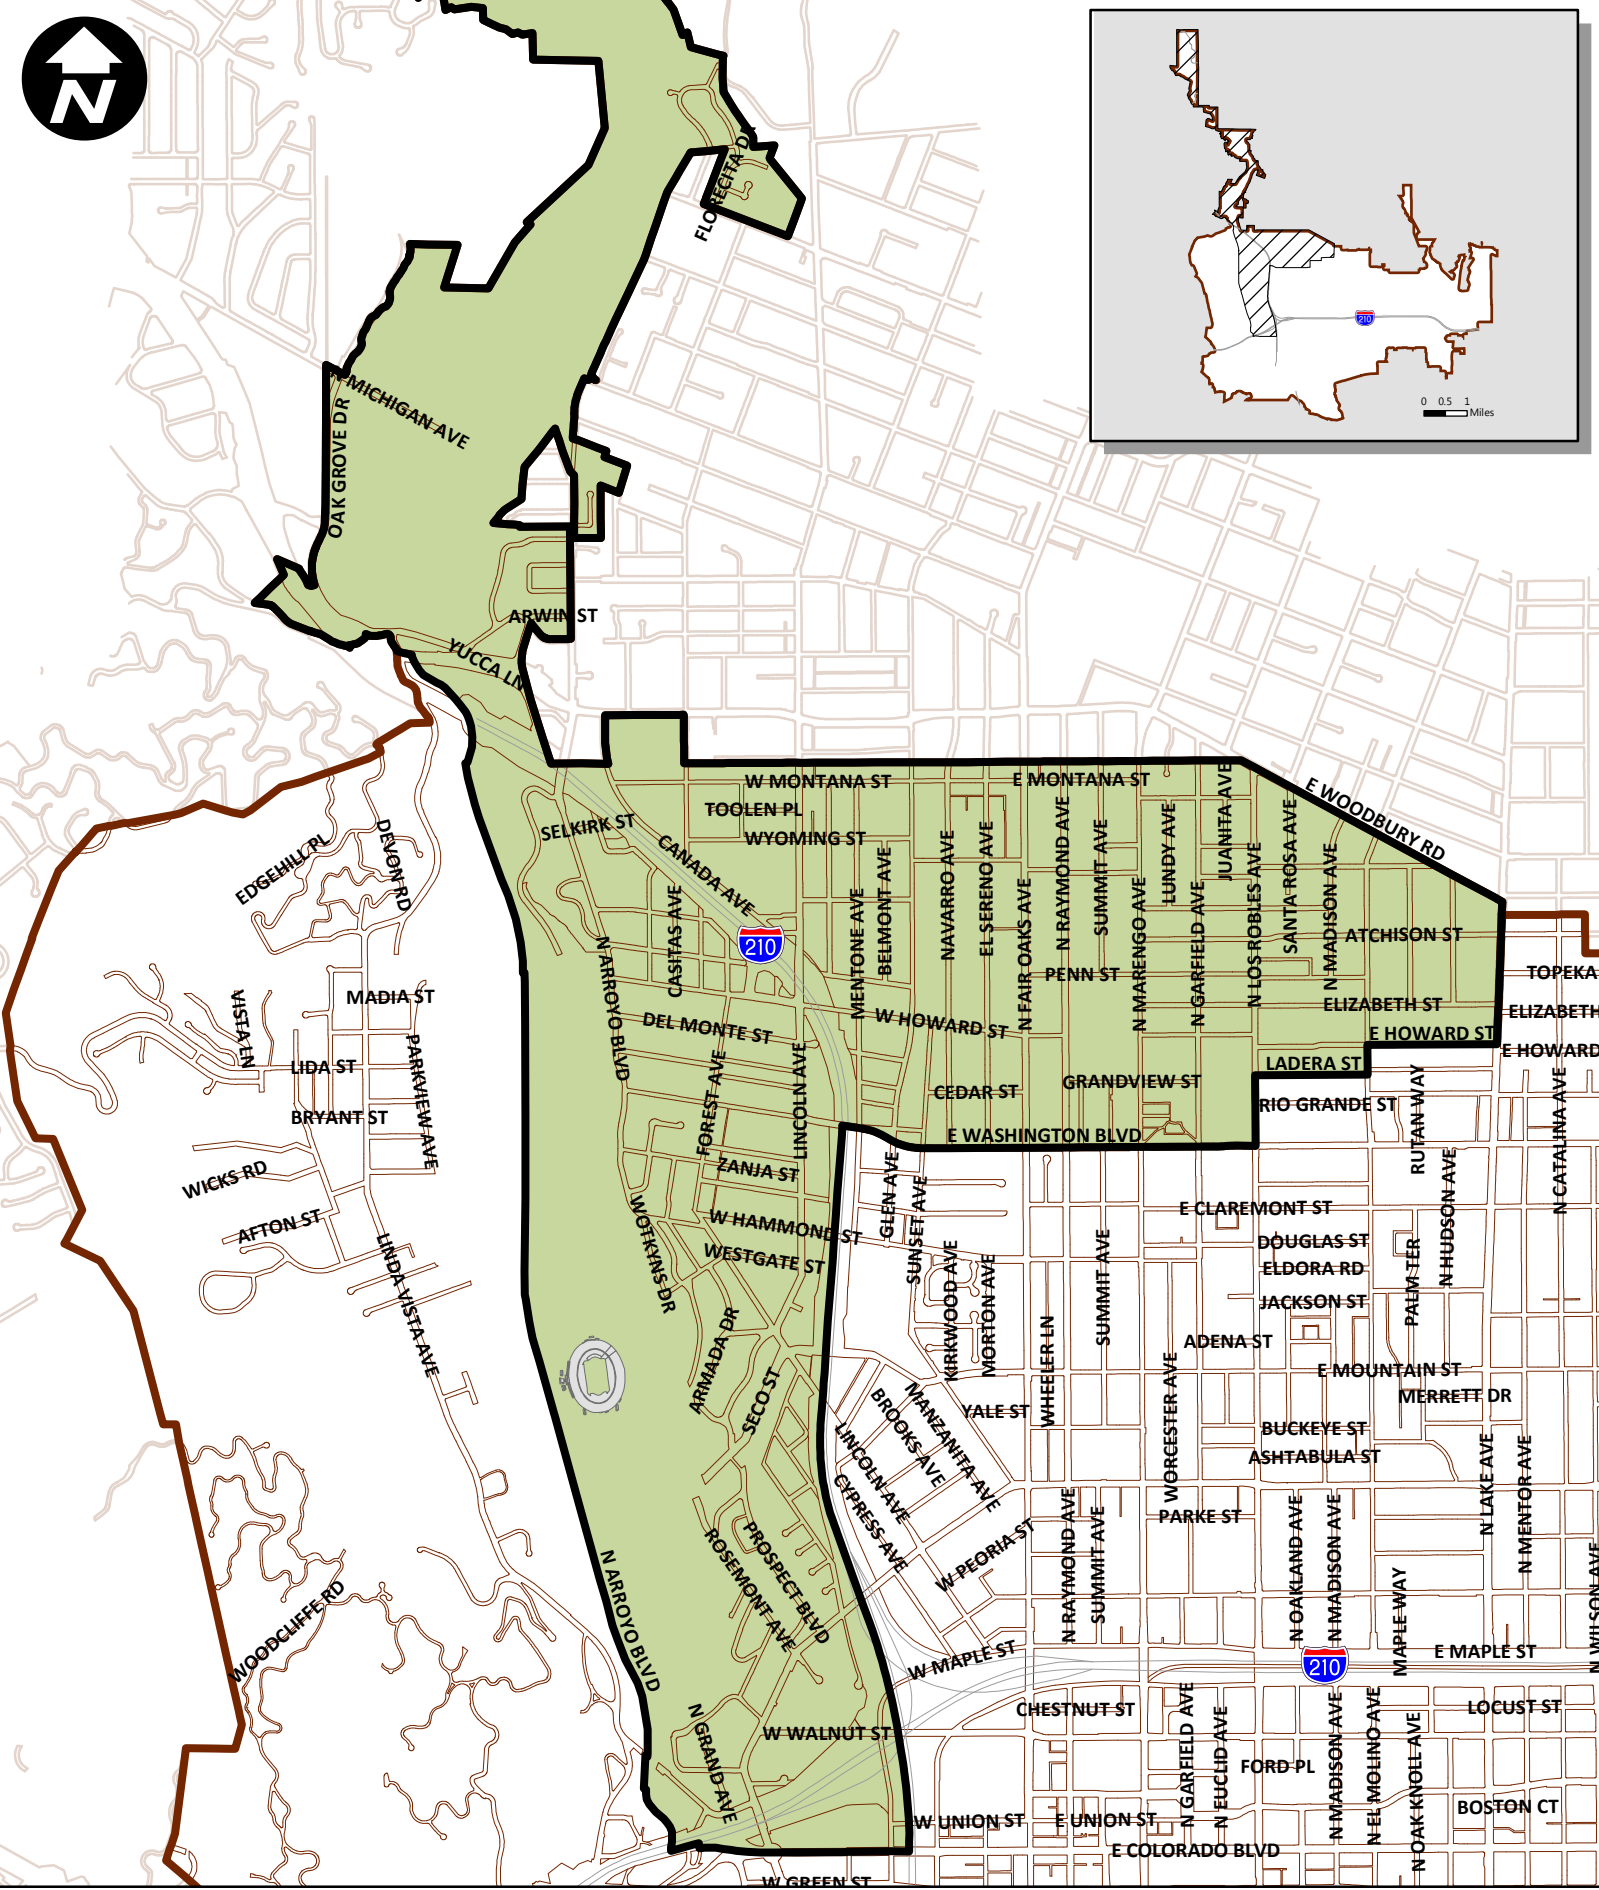 N
FLORECITA DR
210
0 0.5 1
Miles
N MICHIGAN AVE
OAK GROVE DR
ARWIN ST
YUCCA LN
W MONTANA ST
E MONTANA ST
E WOODBURY RD
TOOLEN PL
SELKIRK ST
WYOMING ST
CANADA AVE
EDGEHILL PL
DEVON RD
CASITAS AVE
MENTONE AVE
BELMONT AVE
NAVARRO AVE
EL SERENO AVE
N FAIR OAKS AVE
N RAYMOND AVE
SUMMIT AVE
N MARENGO AVE
LUNDY AVE
N GARFIELD AVE
JUANITA AVE
N LOS ROBLES AVE
SANTA ROSA AVE
N MADISON AVE
ATCHISON ST
210
N ARROYO BLVD
PENN ST
TOPEKA
MADIA ST
VISTA LN
ELIZABETH ST
ELIZABETH
DEL MONTE ST
W HOWARD ST
E HOWARD ST
E HOWARD
LIDA ST
PARKVIEW AVE
FOREST AVE
LINCOLN AVE
LADERA ST
CEDAR ST
GRANDVIEW ST
RIO GRANDE ST
RUTAN WAY
N CATALINA AVE
BRYANT ST
E WASHINGTON BLVD
WICKS RD
ZANJA ST
GLEN AVE
SUNSET AVE
N HUDSON AVE
AFTON ST
WOTKYNS DR
W HAMMOND ST
E CLAREMONT ST
LINDA VISTA AVE
WESTGATE ST
KIRKWOOD AVE
MORTON AVE
SUMMIT AVE
DOUGLAS ST
ELDORA RD
PALM TER
JACKSON ST
ARMADA DR
WHEELER LN
ADENA ST
E MOUNTAIN ST
SECO ST
MANZANITA AVE
BROOKS AVE
YALE ST
WORCESTER AVE
MERRETT DR
LINCOLN AVE
BUCKEYE ST
ASHTABULA ST
CYPRESS AVE
N LAKE AVE
N MENTOR AVE
PROSPECT BLVD
ROSEMONT AVE
W PEORIA ST
N RAYMOND AVE
SUMMIT AVE
PARKE ST
N OAKLAND AVE
N MADISON AVE
MAPLE WAY
N WILSON AVE
N ARROYO BLVD
WOODCLIFFE RD
W MAPLE ST
210
E MAPLE ST
N GRAND AVE
W WALNUT ST
CHESTNUT ST
N GARFIELD AVE
N EUCLID AVE
FORD PL
N MADISON AVE
N EL MOLINO AVE
N OAK KNOLL AVE
LOCUST ST
BOSTON CT
W UNION ST
E UNION ST
E COLORADO BLVD
W GREEN ST